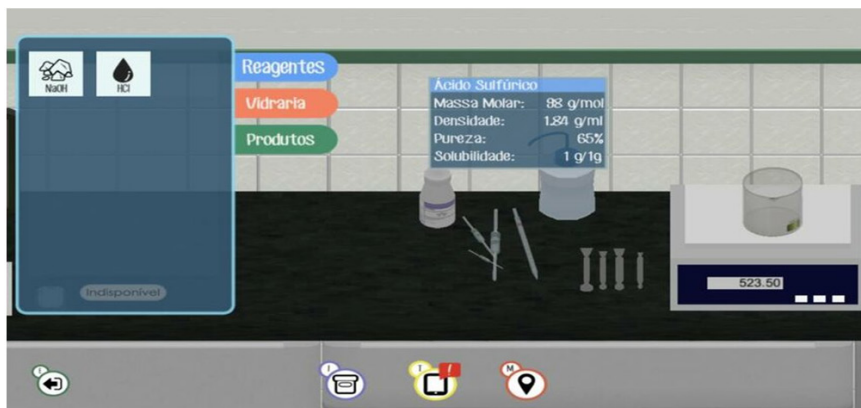 NaOH
HCl
Reagentes
Vidraria
Produtos
Indisponível
Ácido Sulfúrico
Massa Molar: 98 g/mol
Densidade: 1.84 g/ml
Pureza: 65%
Solubilidade: 1 g/1g
523.50
I
I
T
!
M